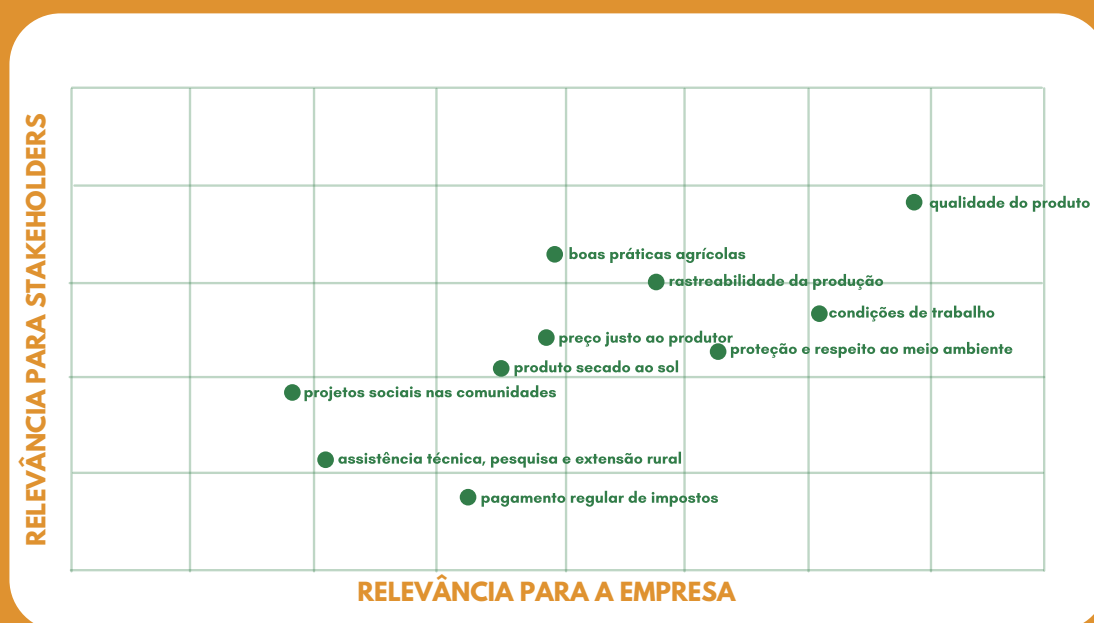 RELEVÂNCIA PARA STAKEHOLDERS
qualidade do produto
boas práticas agrícolas
rastreabilidade da produção
condições de trabalho
preço justo ao produtor
proteção e respeito ao meio ambiente
produto secado ao sol
projetos sociais nas comunidades
assistência técnica, pesquisa e extensão rural
pagamento regular de impostos
RELEVÂNCIA PARA A EMPRESA